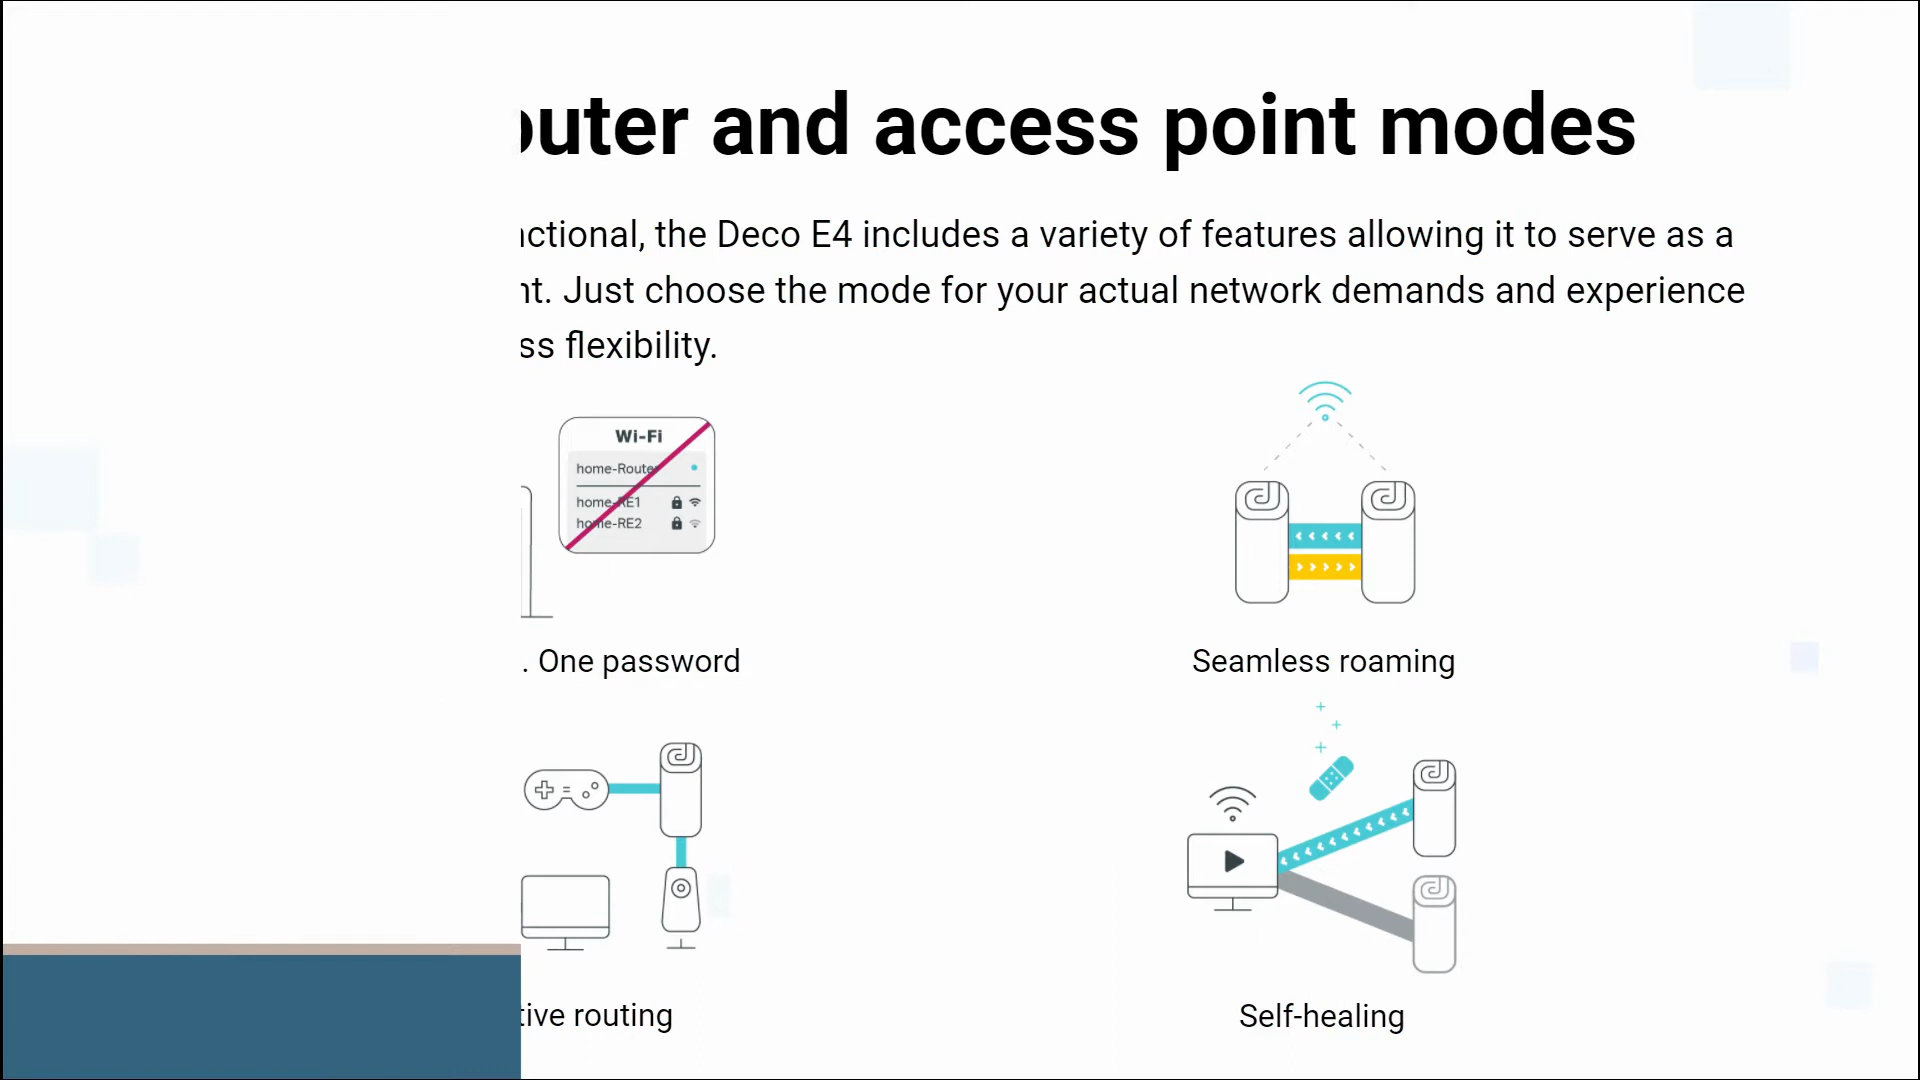 outer and access point modes
nctional, the Deco E4 includes a variety of features allowing it to serve as a
nt. Just choose the mode for your actual network demands and experience
ss flexibility.
Wi-Fi
home-Router
home-RE1
home-RE2
. One password
Seamless roaming
tive routing
Self-healing